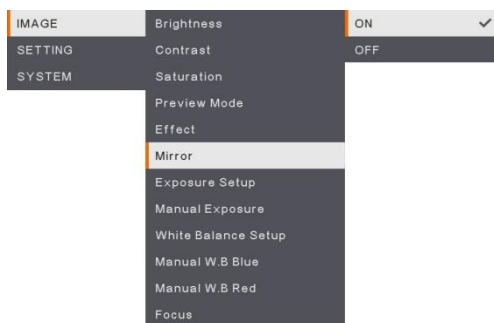 IMAGE
SETTING
SYSTEM
Brightness
Contrast
Saturation
Preview Mode
Effect
Mirror
Exposure Setup
Manual Exposure
White Balance Setup
Manual W.B Blue
Manual W.B Red
Focus
ON
OFF